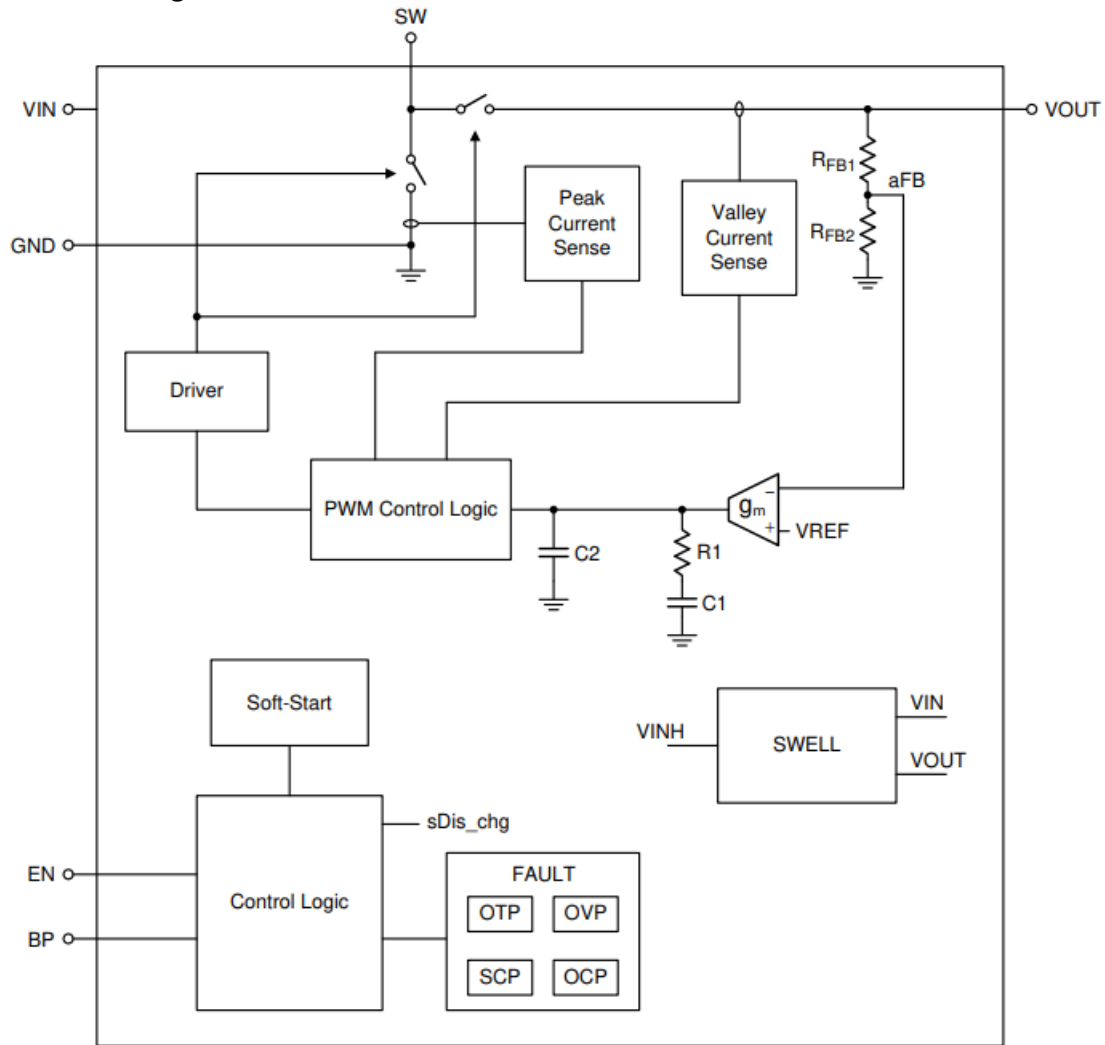 SW
VIN
VOUT
RFB1
aFB
Peak
Current
Sense
Valley
Current
Sense
RFB2
GND
Driver
PWM Control Logic
gm
−
+
VREF
C2
R1
C1
Soft-Start
VINH
SWELL
VIN
VOUT
sDis_chg
EN
BP
Control Logic
FAULT
OTP
OVP
SCP
OCP